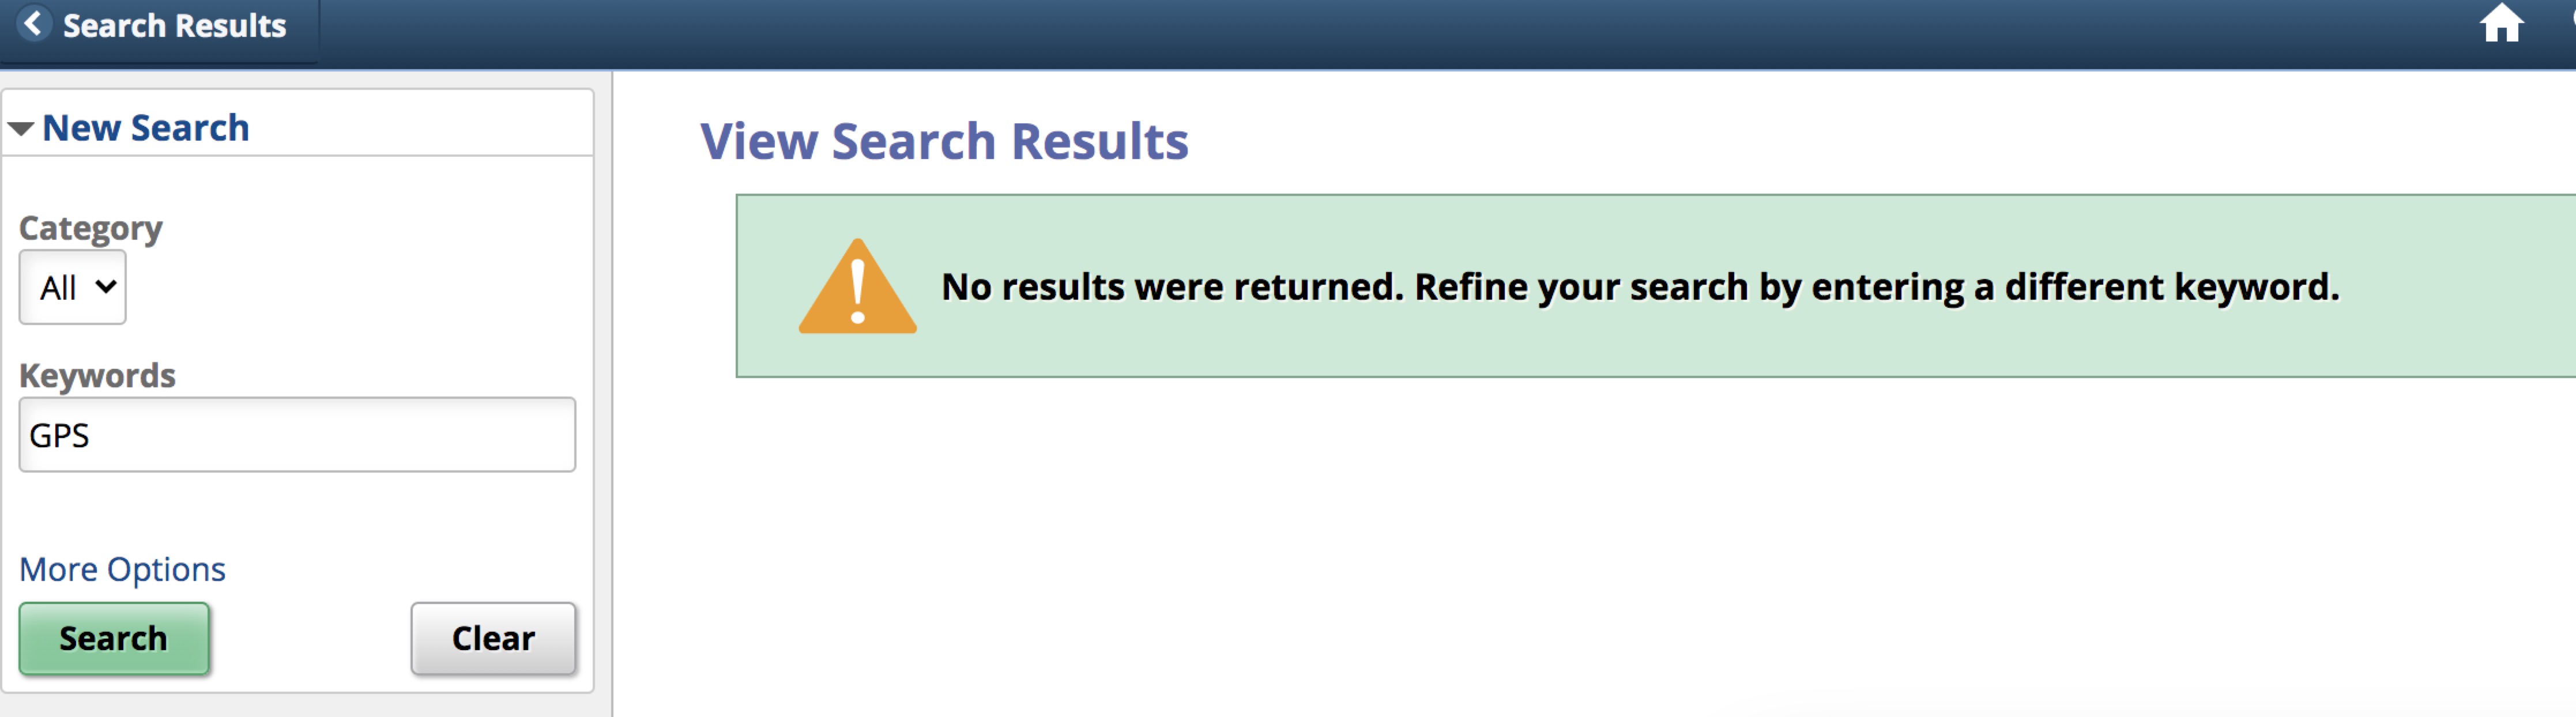 Search Results
New Search
Category
All
Keywords
GPS
More Options
Search
Clear
View Search Results
No results were returned. Refine your search by entering a different keyword.